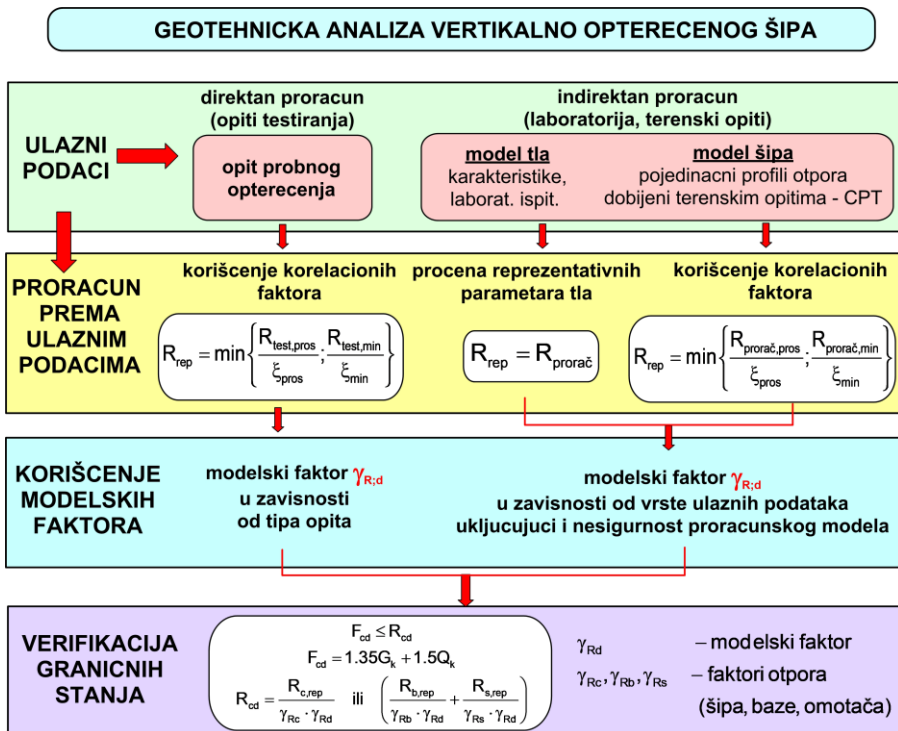 GEOTEHNICKA ANALIZA VERTIKALNO OPTERECENOG ŠIPA
ULAZNI
PODACI
direktan proracun
(opiti testiranja)
opit probnog
opterecenja
indirektan proracun
(laboratorija, terenski opiti)
model tla
karakteristike,
laborat. ispit.
model šipa
pojedinacni profili otpora
dobijeni terenskim opitima - CPT
PRORACUN
PREMA
ULAZNIM
PODACIMA
korišcenje korelacionih
faktora
R_rep = min{R_test,pros / ξ_pros ; R_test,min / ξ_min}
procena reprezentativnih
parametara tla
R_rep = R_prorač
korišcenje korelacionih
faktora
R_rep = min{R_prorač,pros / ξ_pros ; R_prorač,min / ξ_min}
KORIŠCENJE
MODELSKIH
FAKTORA
modelski faktor γ_R;d
u zavisnosti
od tipa opita
modelski faktor γ_R;d
u zavisnosti od vrste ulaznih podataka
ukljucujuci i nesigurnost proracunskog modela
VERIFIKACIJA
GRANICNIH
STANJA
F_cd ≤ R_cd
F_cd = 1.35G_k + 1.5Q_k
R_cd = R_c,rep / (γ_Rc · γ_Rd) ili (R_b,rep / (γ_Rb · γ_Rd) + R_s,rep / (γ_Rs · γ_Rd))
γ_Rd – modelski faktor
γ_Rc, γ_Rb, γ_Rs – faktori otpora
(šipa, baze, omotača)